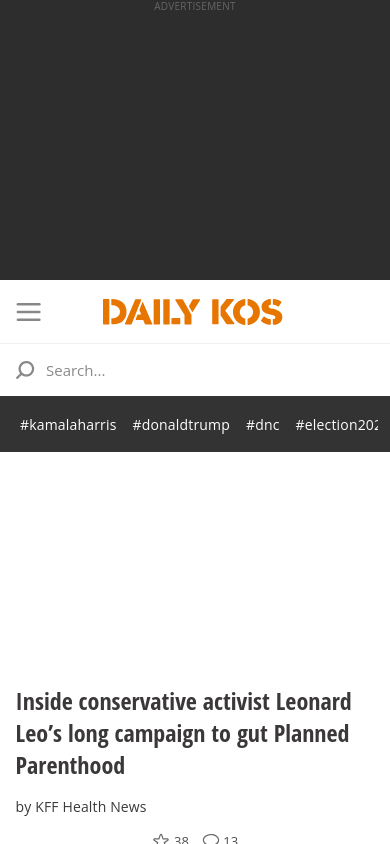 ADVERTISEMENT
DAILY KOS
Search...
#kamalaharris #donaldtrump #dnc #election202
Inside conservative activist Leonard
Leo’s long campaign to gut Planned
Parenthood
by KFF Health News
38 13